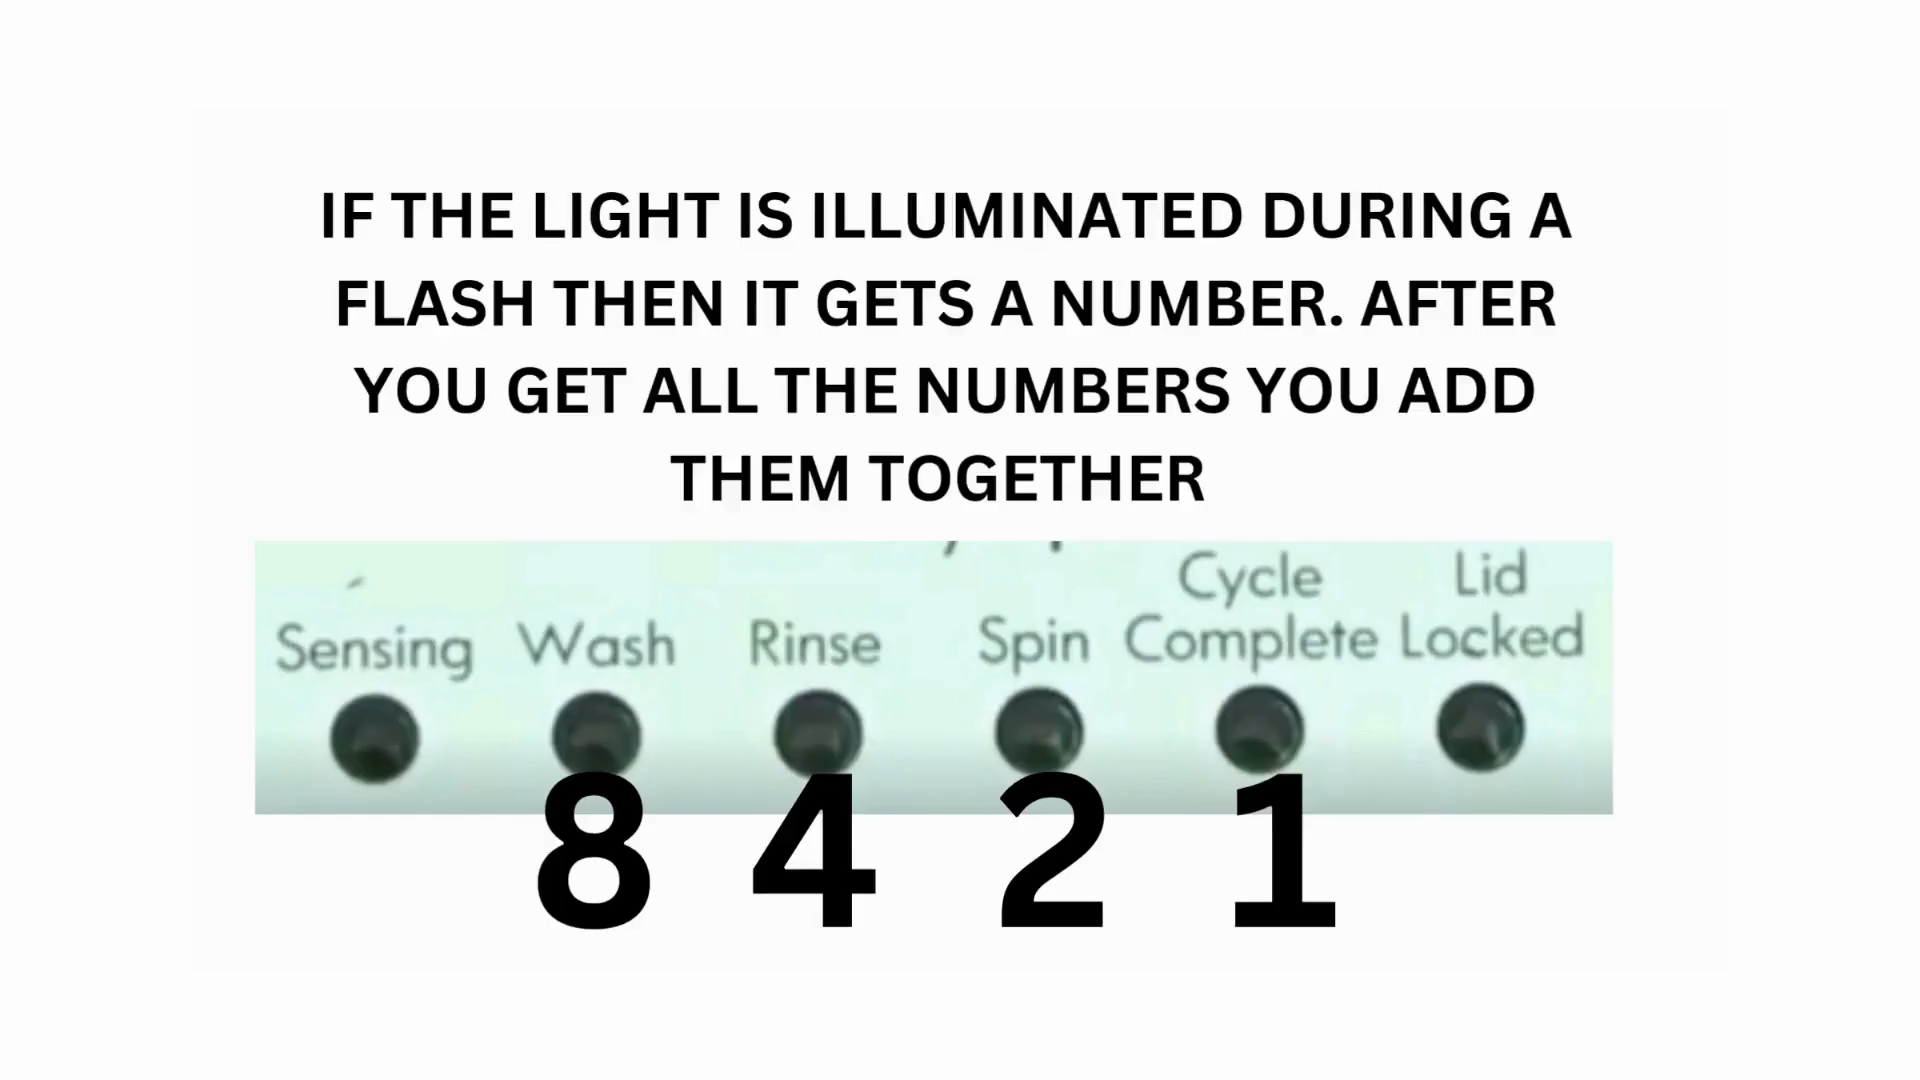 IF THE LIGHT IS ILLUMINATED DURING A
FLASH THEN IT GETS A NUMBER. AFTER
YOU GET ALL THE NUMBERS YOU ADD
THEM TOGETHER
Sensing Wash Rinse Spin Cycle Complete Lid Locked
8 4 2 1